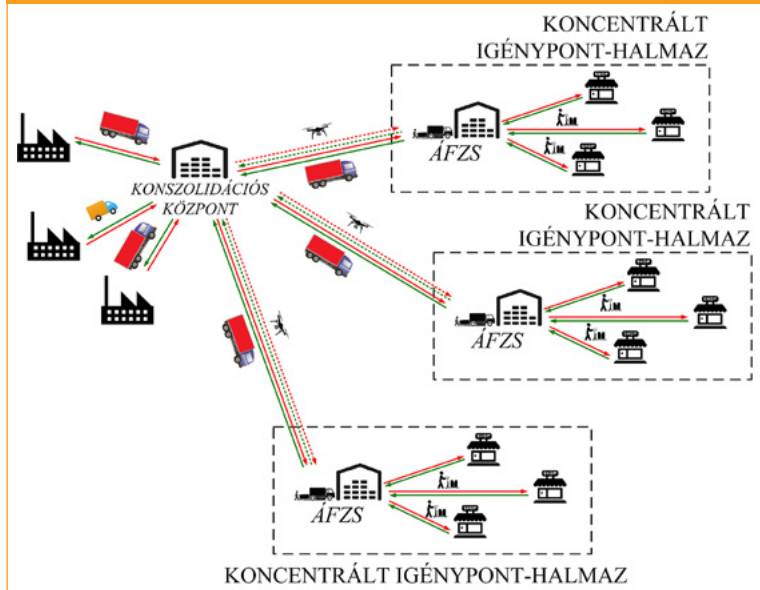 KONCENTRÁLT
IGÉNYPONT-HALMAZ
ÁFZS
KONSZOLIDÁCIÓS
KÖZPONT
KONCENTRÁLT
IGÉNYPONT-HALMAZ
ÁFZS
ÁFZS
KONCENTRÁLT IGÉNYPONT-HALMAZ